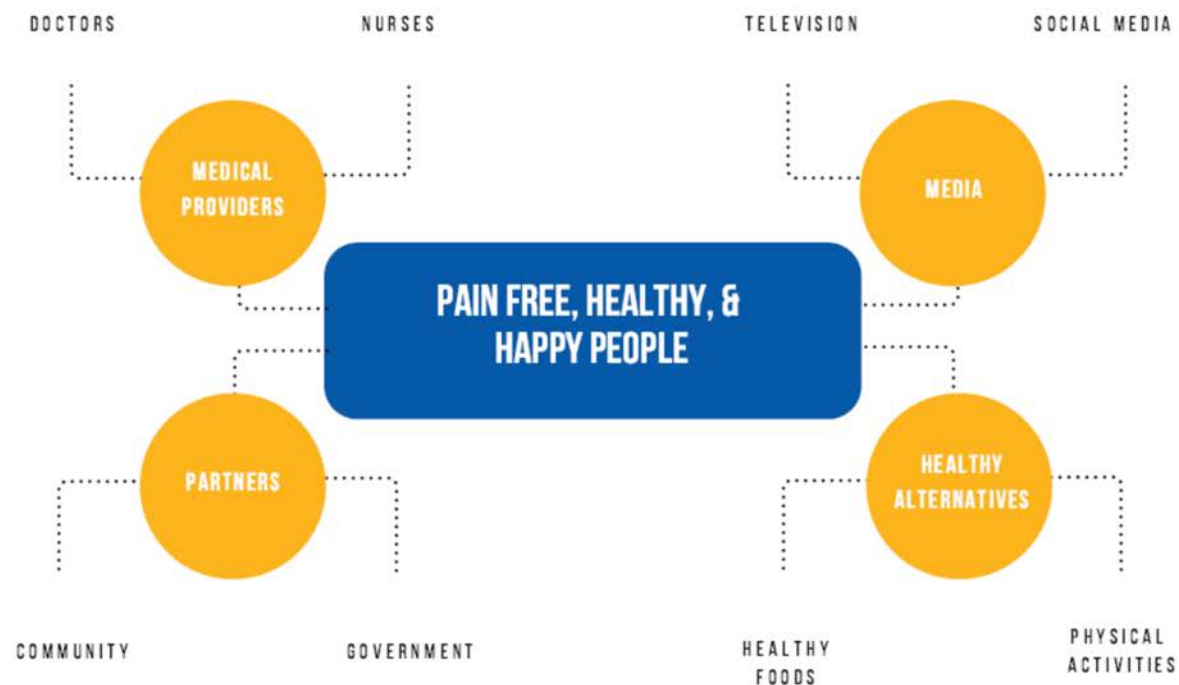 DOCTORS
NURSES
TELEVISION
SOCIAL MEDIA
MEDICAL
PROVIDERS
MEDIA
PAIN FREE, HEALTHY, &
HAPPY PEOPLE
PARTNERS
HEALTHY
ALTERNATIVES
COMMUNITY
GOVERNMENT
HEALTHY
FOODS
PHYSICAL
ACTIVITIES